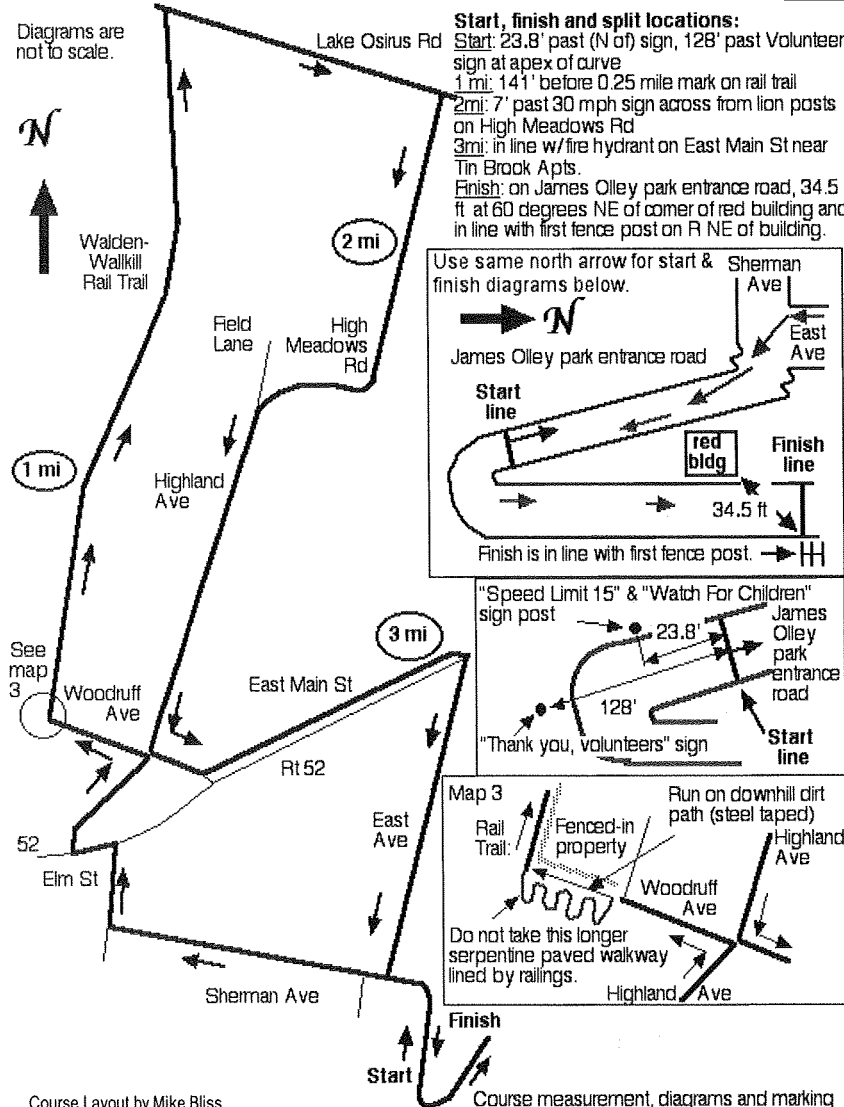 Diagrams are
not to scale.
N
Lake Osirus Rd
Start, finish and split locations:
Start: 23.8' past (N of) sign, 128' past Volunteer
sign at apex of curve
1 mi: 141' before 0.25 mile mark on rail trail
2mi: 7' past 30 mph sign across from lion posts
on High Meadows Rd
3mi: in line w/fire hydrant on East Main St near
Tin Brook Apts.
Finish: on James Olley park entrance road, 34.5
ft at 60 degrees NE of corner of red building and
in line with first fence post on R NE of building.
Walden-
Wallkill
Rail Trail
2 mi
Field
Lane
High
Meadows
Rd
1 mi
Highland
Ave
See
map
3
Woodruff
Ave
East Main St
3 mi
Rt 52
52
Elm St
East
Ave
Sherman Ave
Start
Finish
Use same north arrow for start &
finish diagrams below.
N
Sherman
Ave
East
Ave
James Olley park entrance road
Start
line
red
bldg
Finish
line
34.5 ft
Finish is in line with first fence post.
"Speed Limit 15" & "Watch For Children"
sign post
23.8'
James
Olley
park
entrance
road
128'
"Thank you, volunteers" sign
Start
line
Map 3
Run on downhill dirt
path (steel taped)
Rail
Trail:
Fenced-in
property
Highland
Ave
Woodruff
Ave
Do not take this longer
serpentine paved walkway
lined by railings.
Highland Ave
Course Layout by Mike Bliss
Course measurement, diagrams and marking